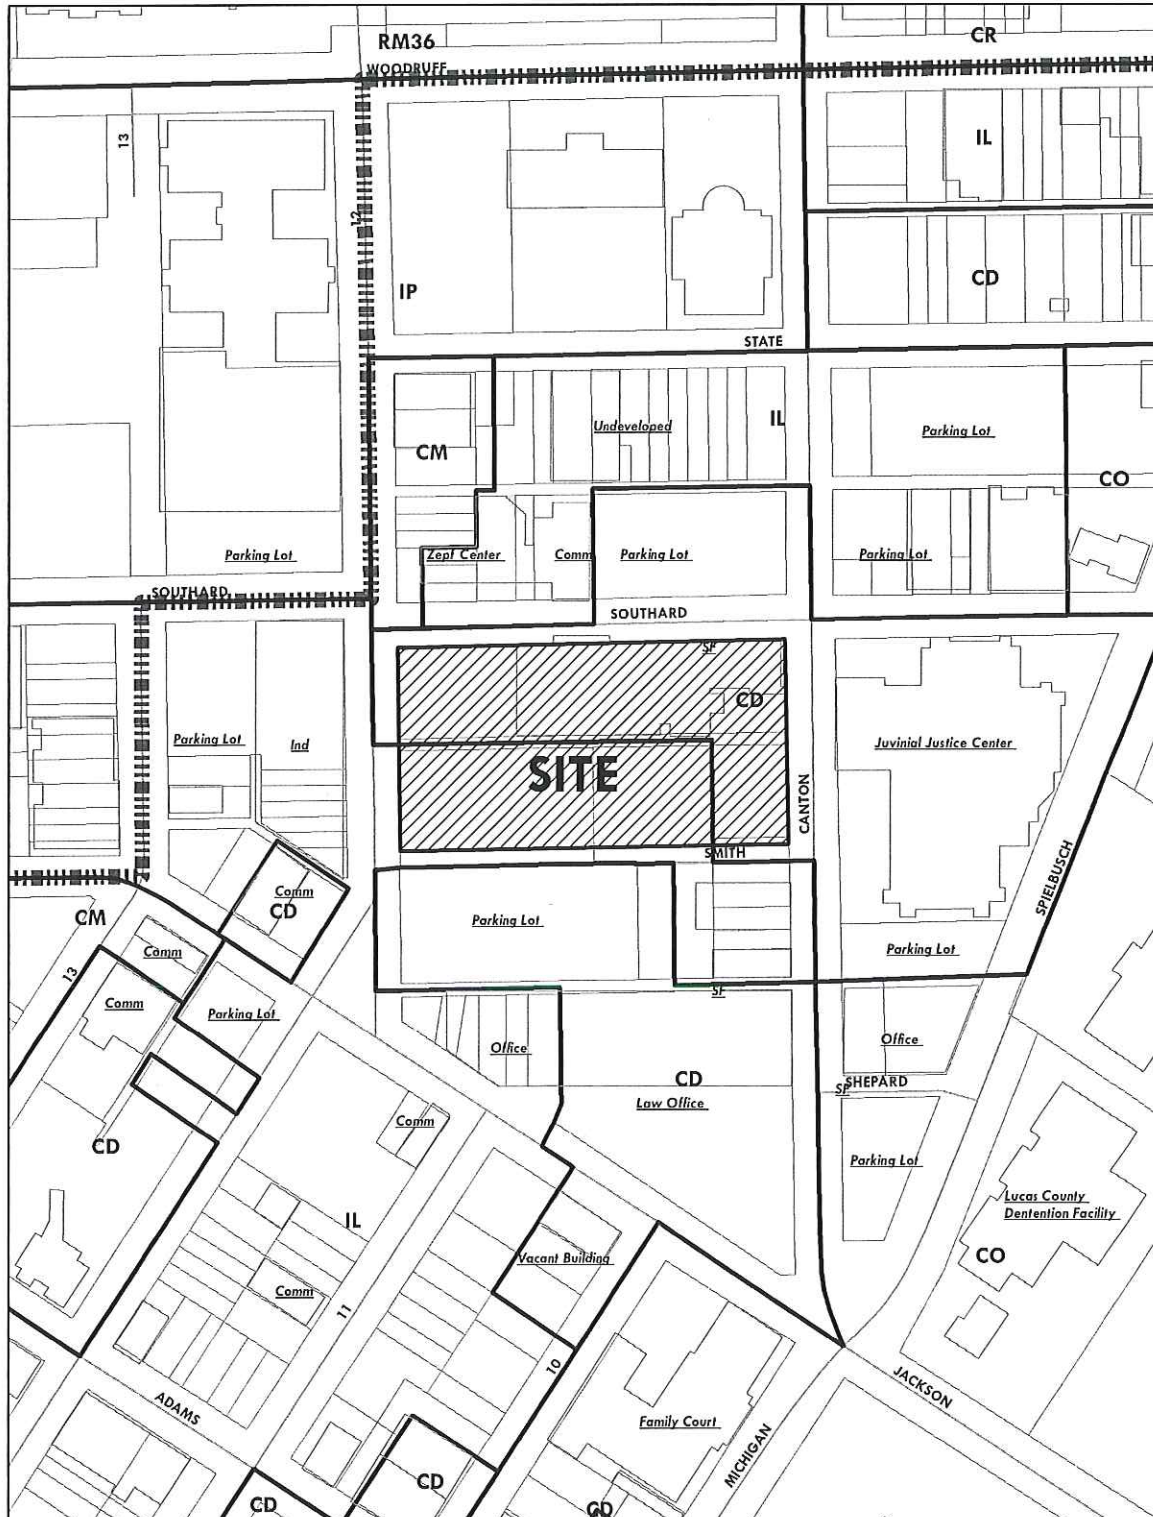 RM36
CR
WOODRUFF
13
IL
12
IP
CD
STATE
Undeveloped
IL
Parking Lot
CM
CO
Parking Lot
Zepf Center
Comm
Parking Lot
Parking Lot
SOUTHARD
SOUTHARD
SF
CD
Parking Lot
Ind
Juvinial Justice Center
SITE
CANTON
SMITH
Comm
CD
SPIELBUSCH
CM
Parking Lot
Comm
Parking Lot
13
SF
Comm
Parking Lot
Office
Office
CD
SHEPARD
SF
Law Office
Comm
CD
Parking Lot
Lucas County
Dentention Facility
IL
CO
Vacant Building
Comm
11
10
JACKSON
ADAMS
Family Court
MICHIGAN
CD
CD
CD